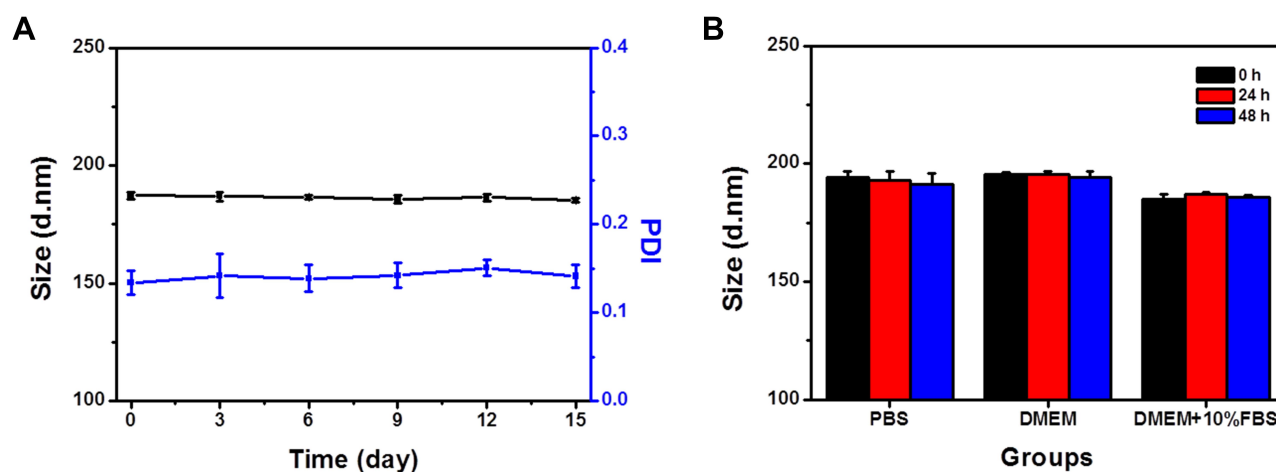 A
250
200
150
100
Size (d.nm)
0.4
0.3
0.2
0.1
0.0
PDI
0 3 6 9 12 15
Time (day)
B
250
200
150
100
Size (d.nm)
0 h
24 h
48 h
PBS DMEM DMEM+10%FBS
Groups